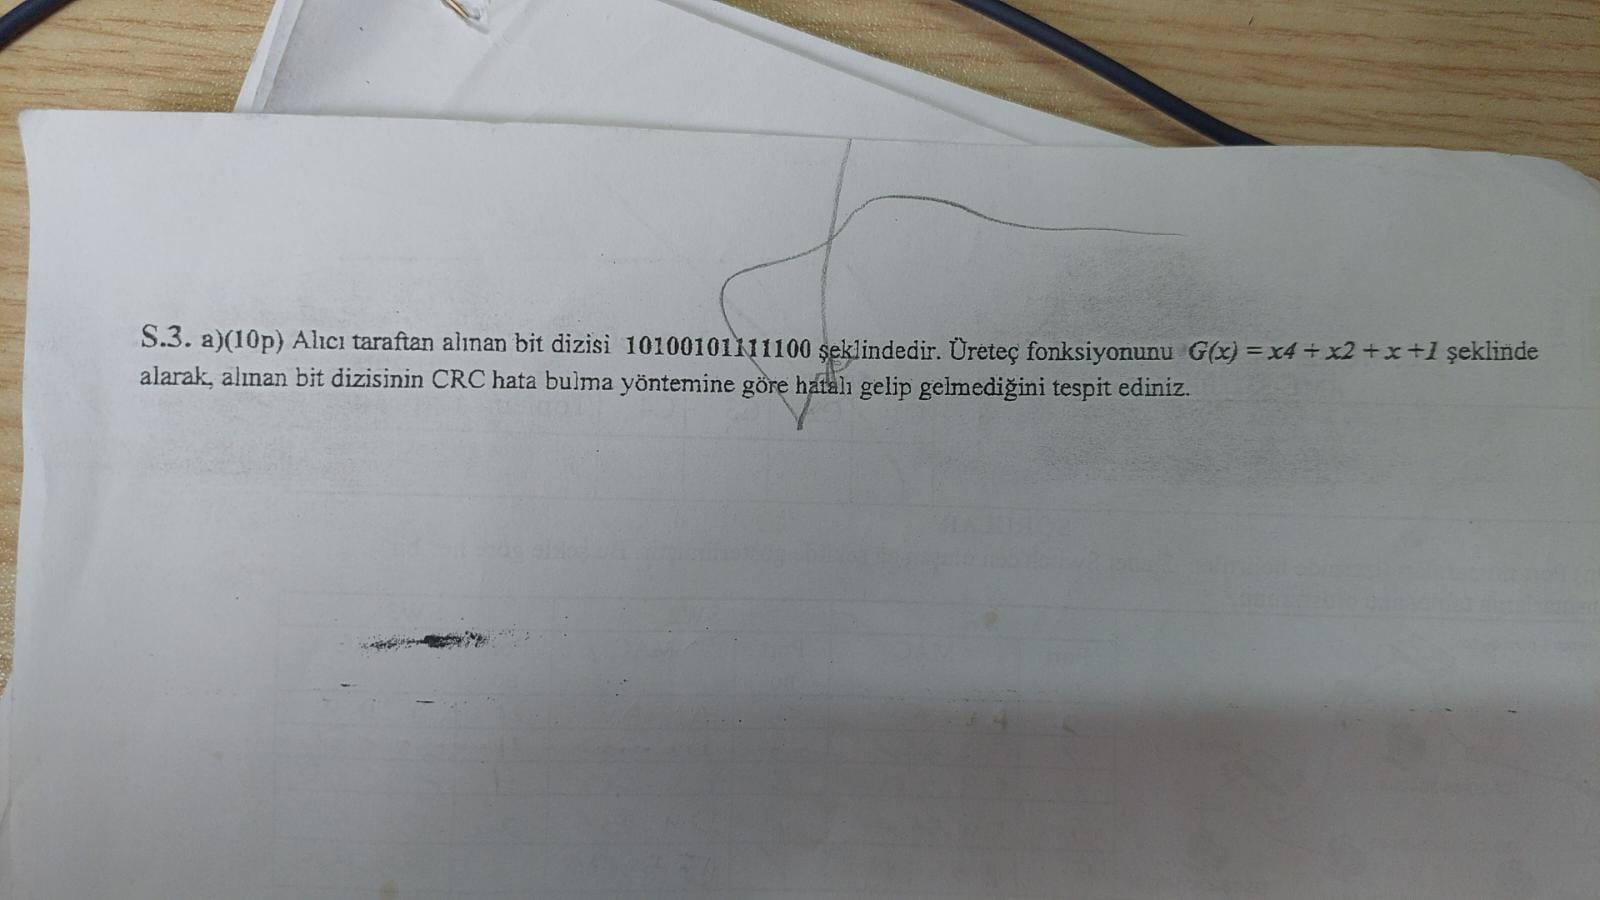 S.3. a)(10p) Alıcı taraftan alınan bit dizisi 10100101111100 şeklindedir. Üreteç fonksiyonunu G(x) = x4 + x2 + x +1 şeklinde
alarak, alınan bit dizisinin CRC hata bulma yöntemine göre hatalı gelip gelmediğini tespit ediniz.